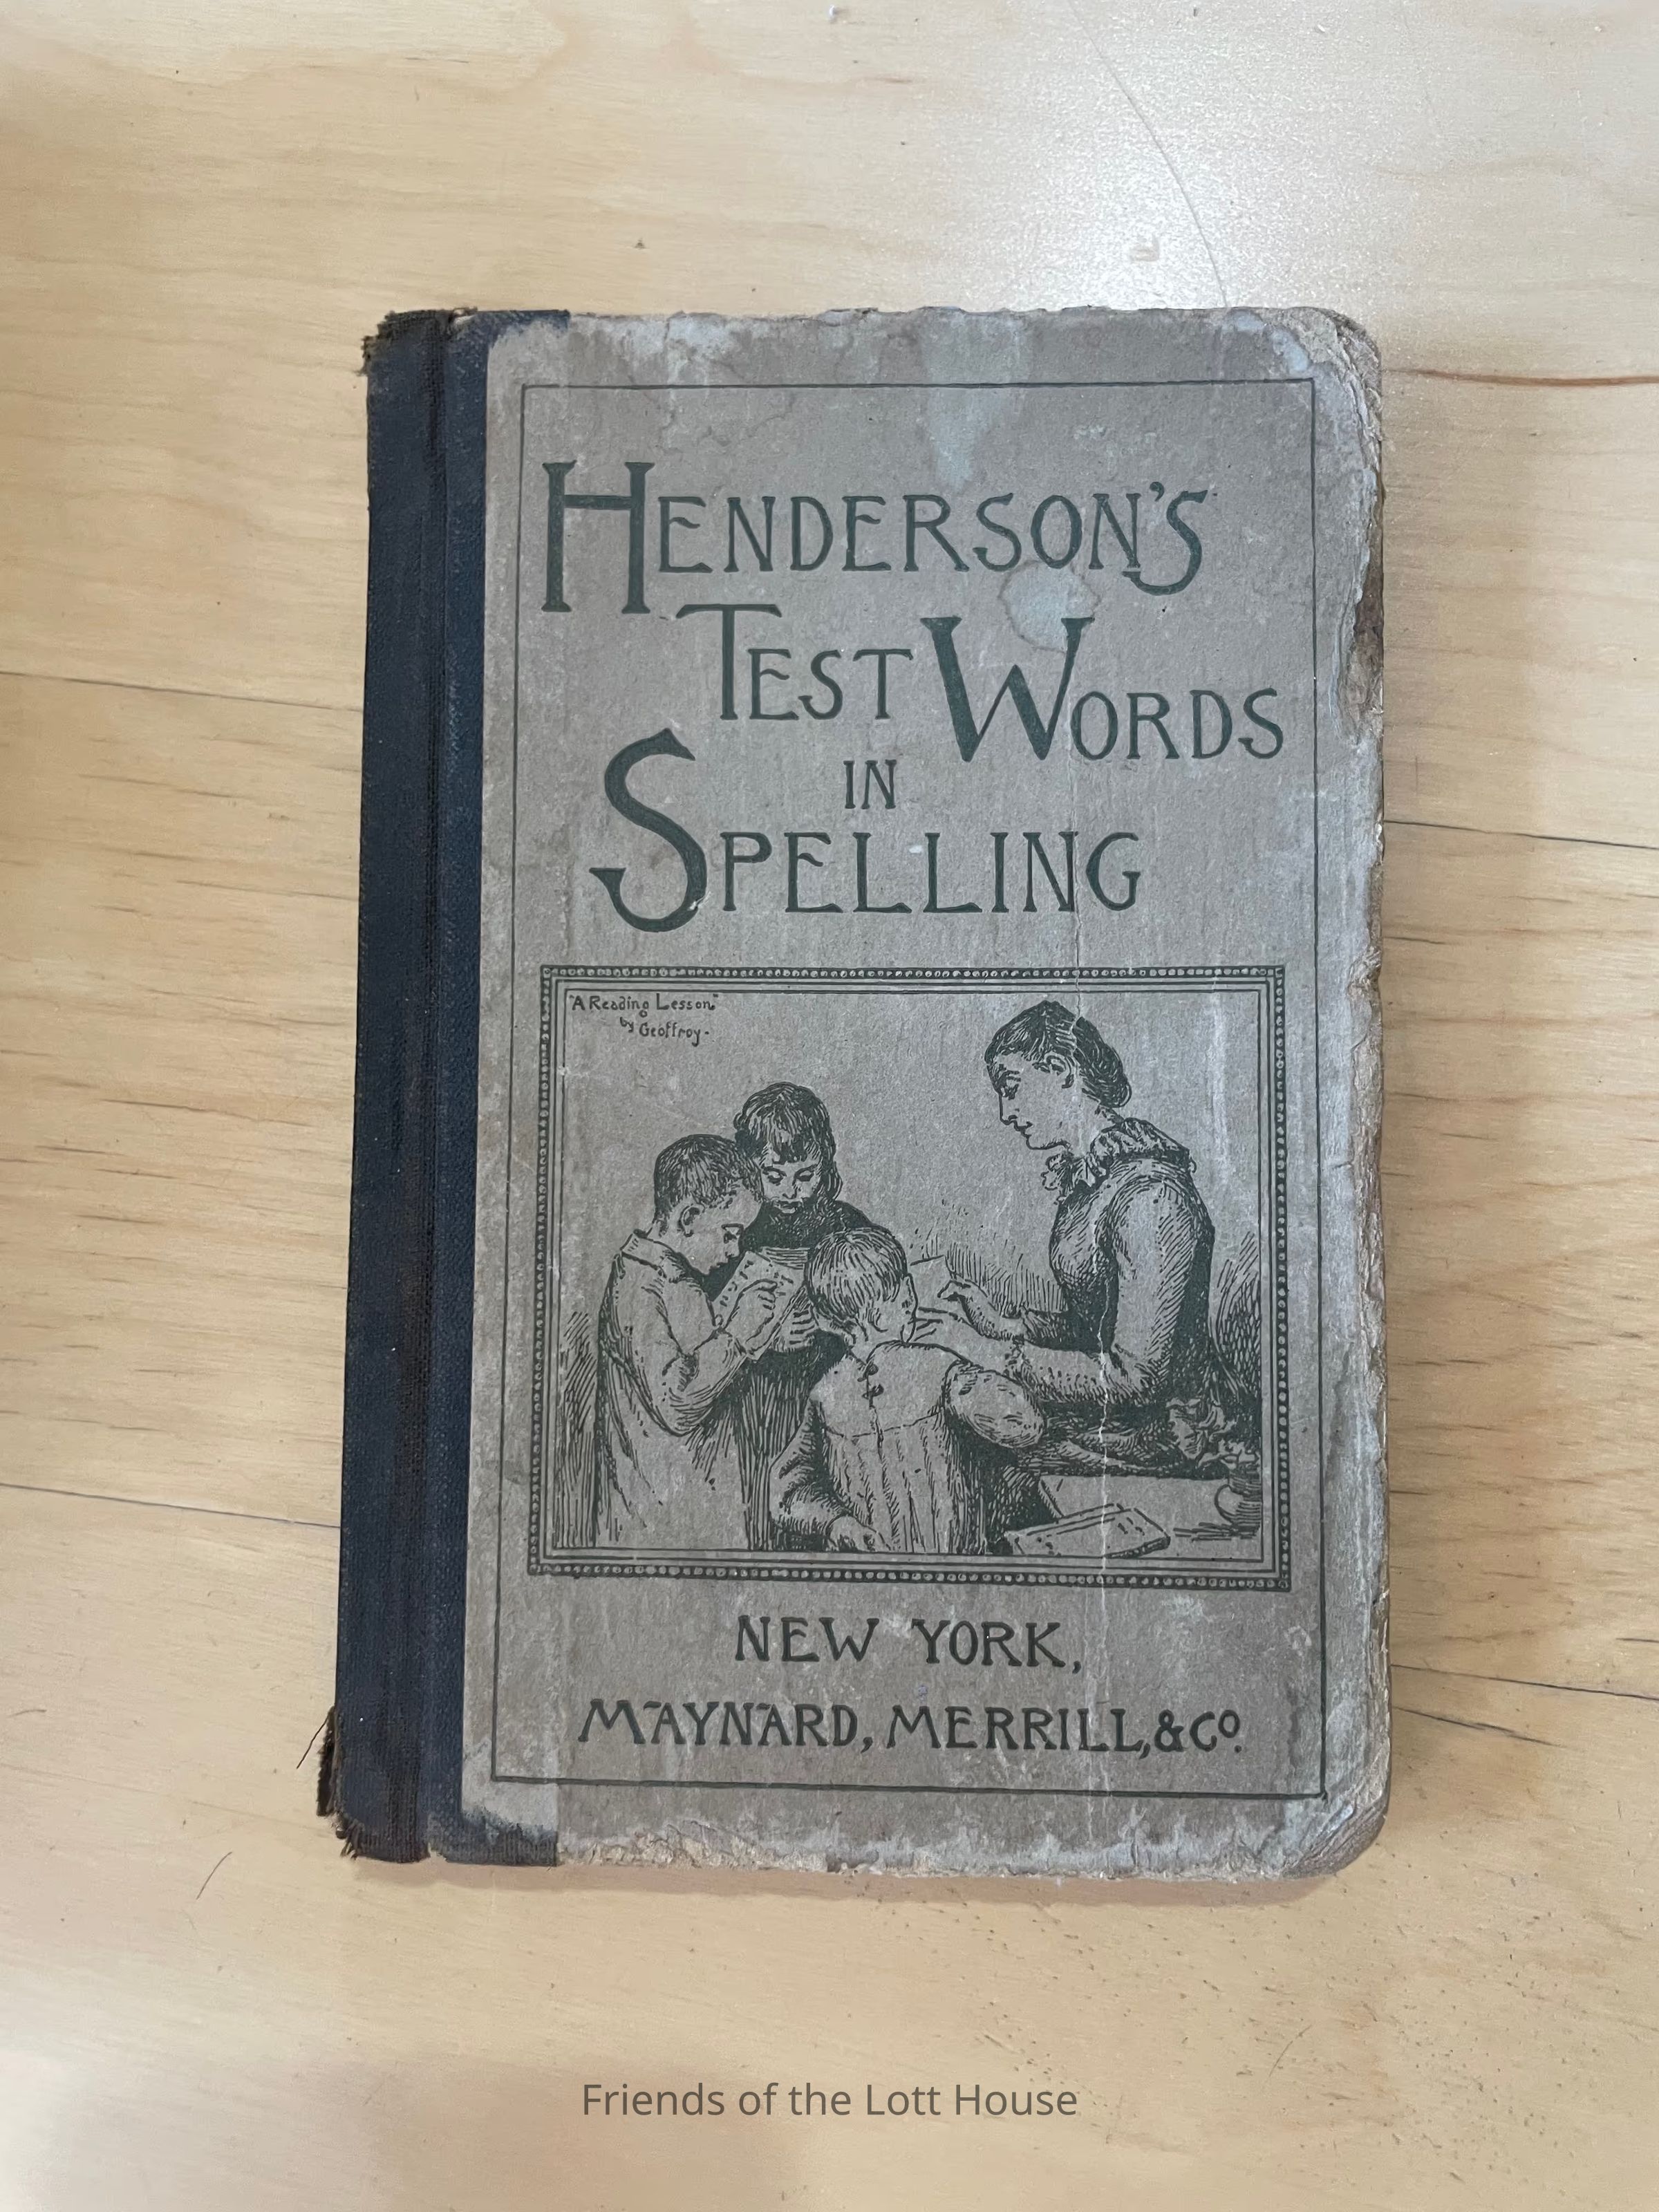 HENDERSON'S
TEST WORDS
IN
SPELLING
"A Reading Lesson"
by Geoffroy-
NEW YORK,
MAYNARD, MERRILL, & Co.
Friends of the Lott House